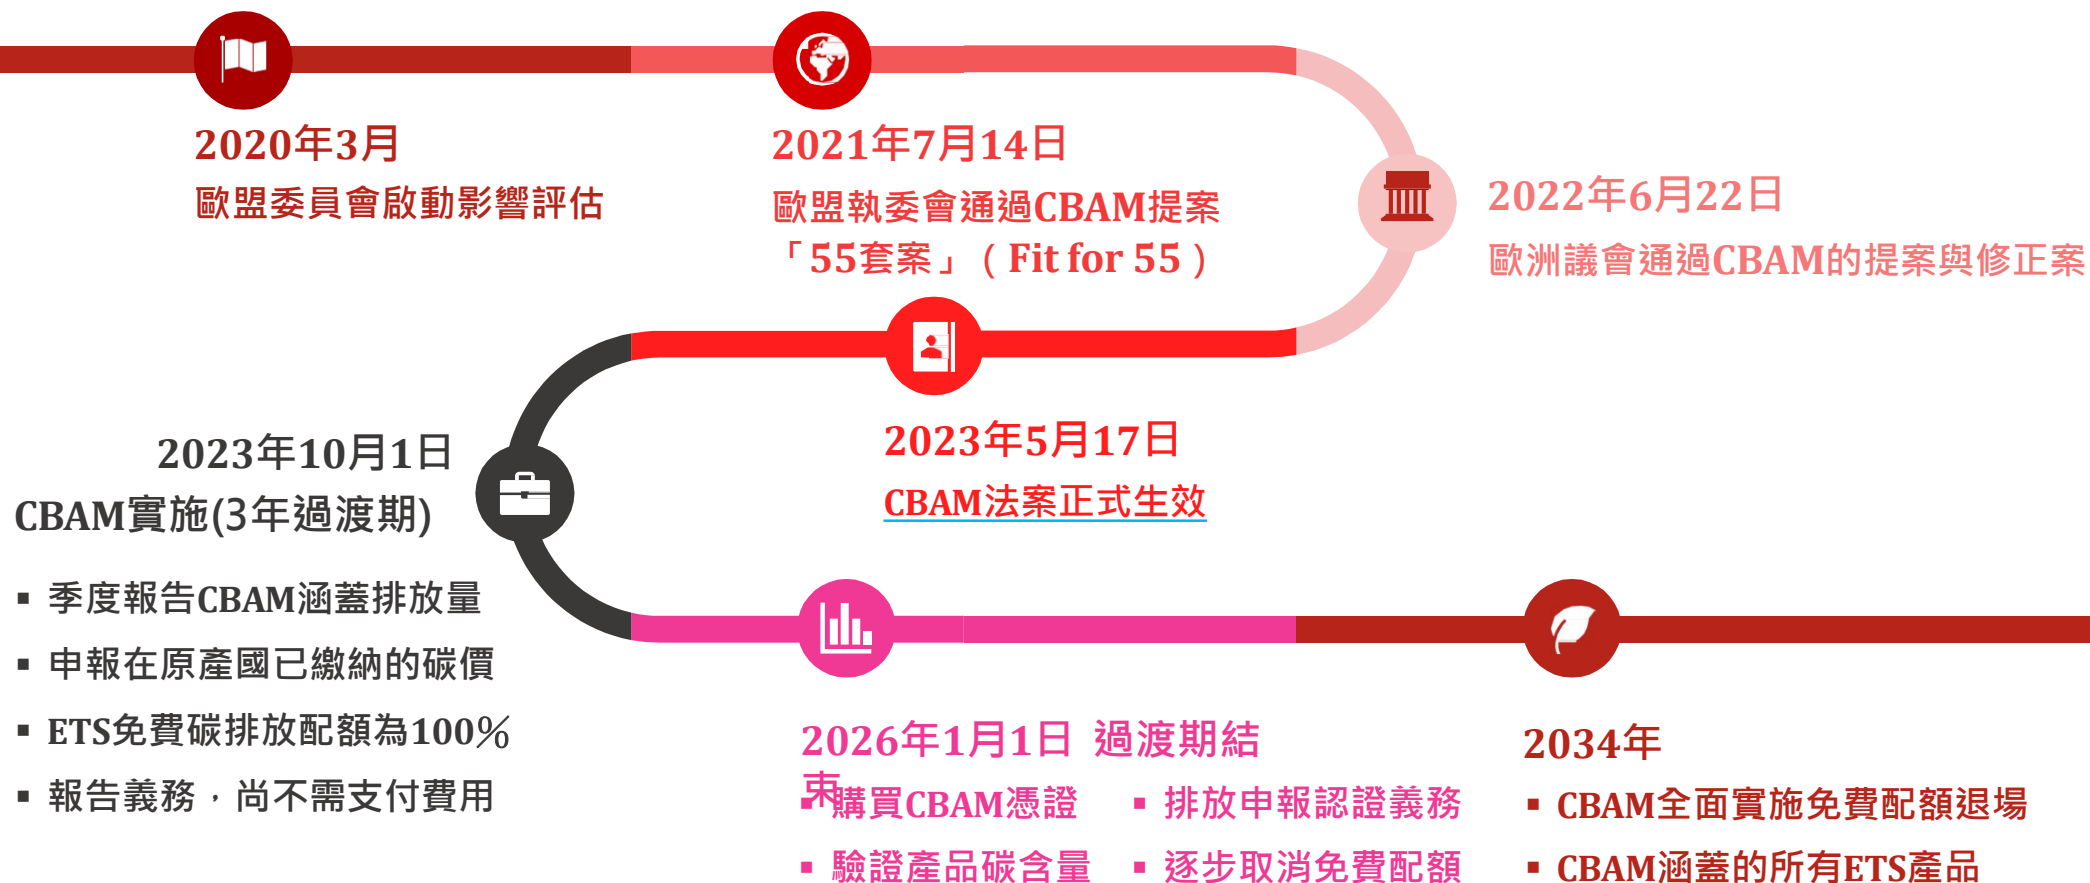 2020年3月
歐盟委員會啟動影響評估
2021年7月14日
歐盟執委會通過CBAM提案
「55套案」（Fit for 55）
2022年6月22日
歐洲議會通過CBAM的提案與修正案
2023年5月17日
CBAM法案正式生效
2023年10月1日
CBAM實施(3年過渡期)
▪ 季度報告CBAM涵蓋排放量
▪ 申報在原產國已繳納的碳價
▪ ETS免費碳排放配額為100%
▪ 報告義務，尚不需支付費用
2026年1月1日 過渡期結
束
▪ 購買CBAM憑證
▪ 驗證產品碳含量
▪ 排放申報認證義務
▪ 逐步取消免費配額
2034年
▪ CBAM全面實施免費配額退場
▪ CBAM涵蓋的所有ETS產品